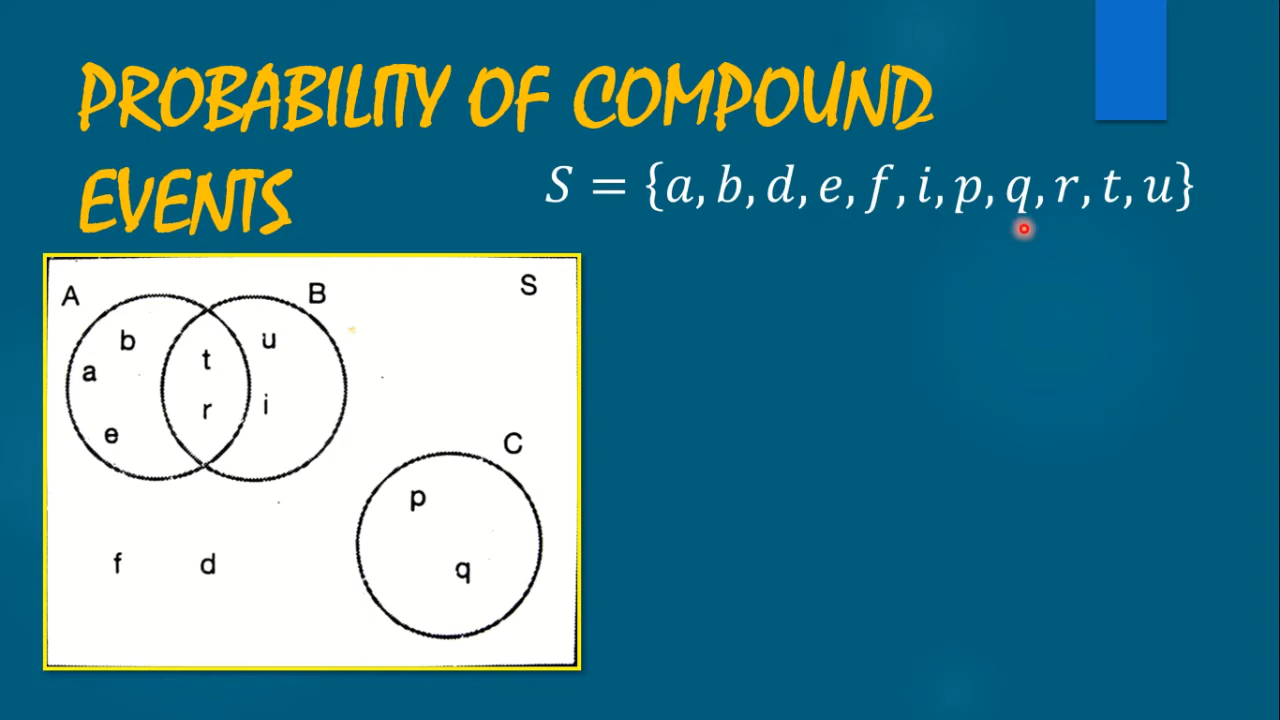 PROBABILITY OF COMPOUND
EVENTS
S = {a, b, d, e, f, i, p, q, r, t, u}
A B S
b t u
a
r i
e
C
p
f d q